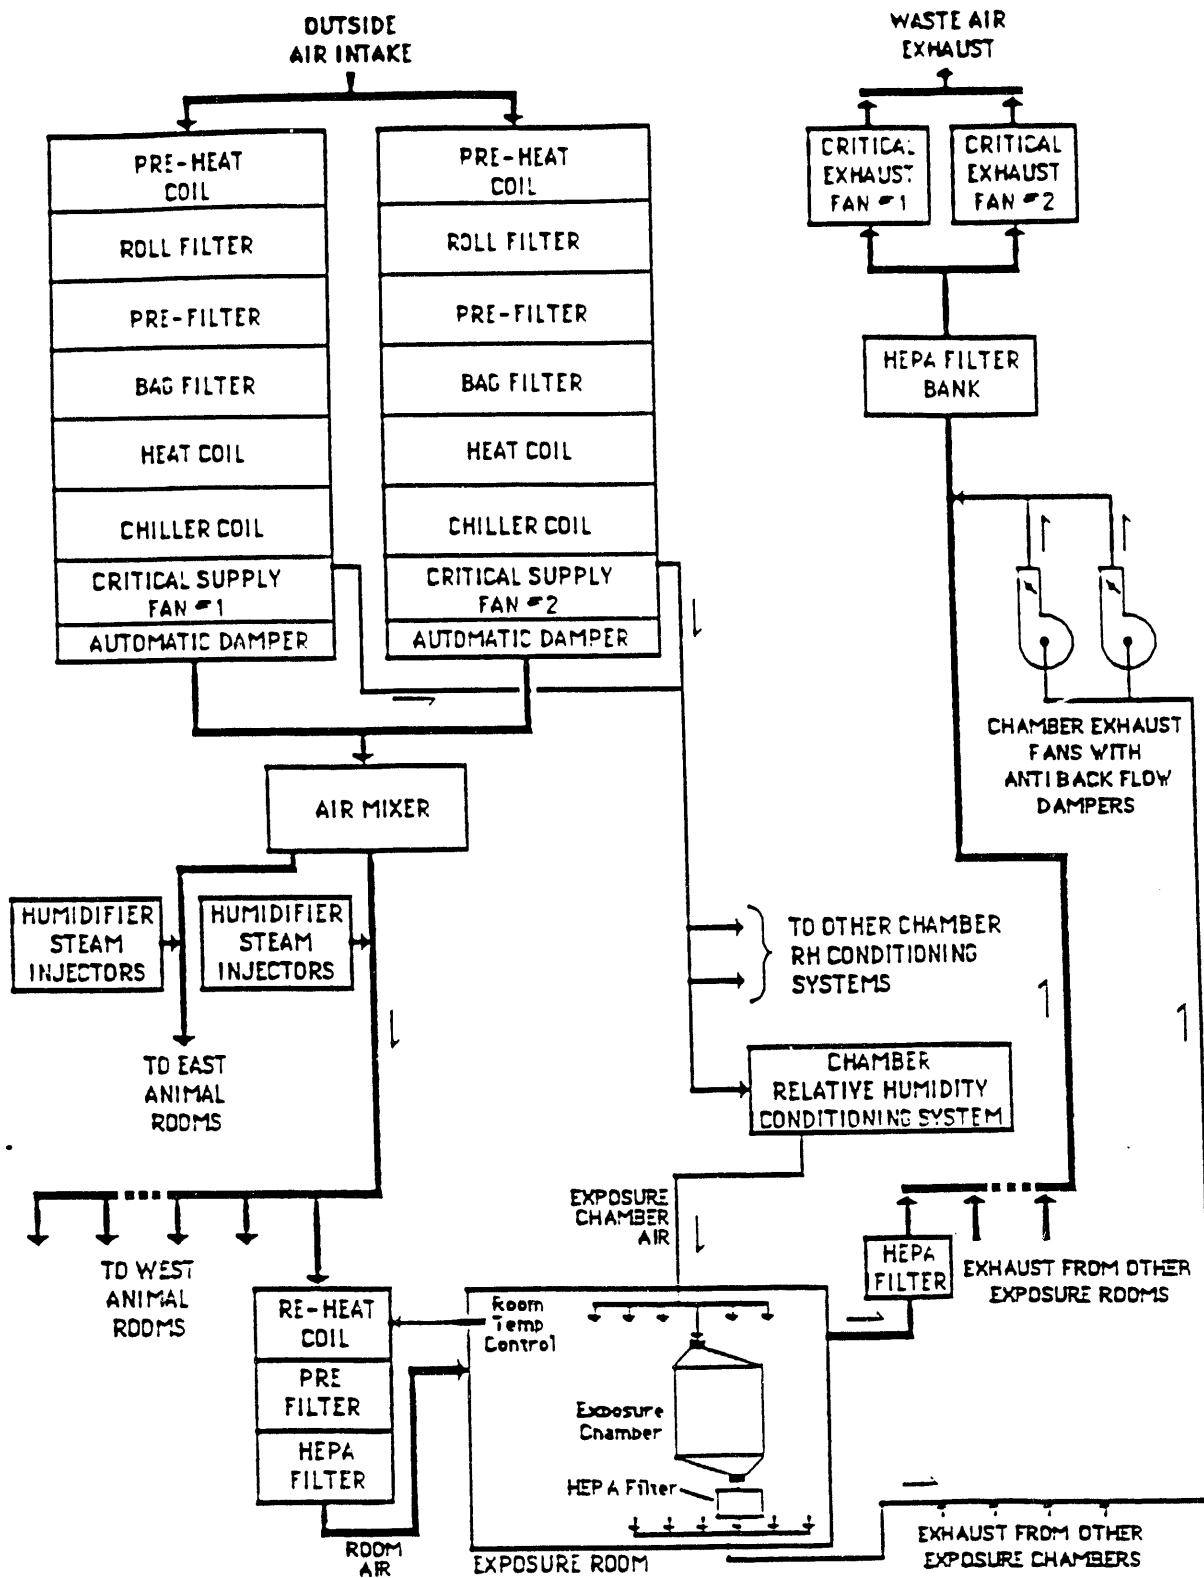 OUTSIDE
AIR INTAKE
WASTE AIR
EXHAUST
PRE-HEAT
COIL
ROLL FILTER
PRE-FILTER
BAG FILTER
HEAT COIL
CHILLER COIL
CRITICAL SUPPLY
FAN #1
AUTOMATIC DAMPER
PRE-HEAT
COIL
ROLL FILTER
PRE-FILTER
BAG FILTER
HEAT COIL
CHILLER COIL
CRITICAL SUPPLY
FAN #2
AUTOMATIC DAMPER
CRITICAL
EXHAUST
FAN #1
CRITICAL
EXHAUST
FAN #2
HEPA FILTER
BANK
CHAMBER EXHAUST
FANS WITH
ANTI BACK FLOW
DAMPERS
AIR MIXER
HUMIDIFIER
STEAM
INJECTORS
HUMIDIFIER
STEAM
INJECTORS
TO OTHER CHAMBER
RH CONDITIONING
SYSTEMS
TO EAST
ANIMAL
ROOMS
CHAMBER
RELATIVE HUMIDITY
CONDITIONING SYSTEM
EXPOSURE
CHAMBER
AIR
TO WEST
ANIMAL
ROOMS
HEPA
FILTER
EXHAUST FROM OTHER
EXPOSURE ROOMS
RE-HEAT
COIL
PRE
FILTER
HEPA
FILTER
Room
Temp
Control
Exposure
Chamber
HEPA Filter
ROOM
AIR
EXPOSURE ROOM
EXHAUST FROM OTHER
EXPOSURE CHAMBERS